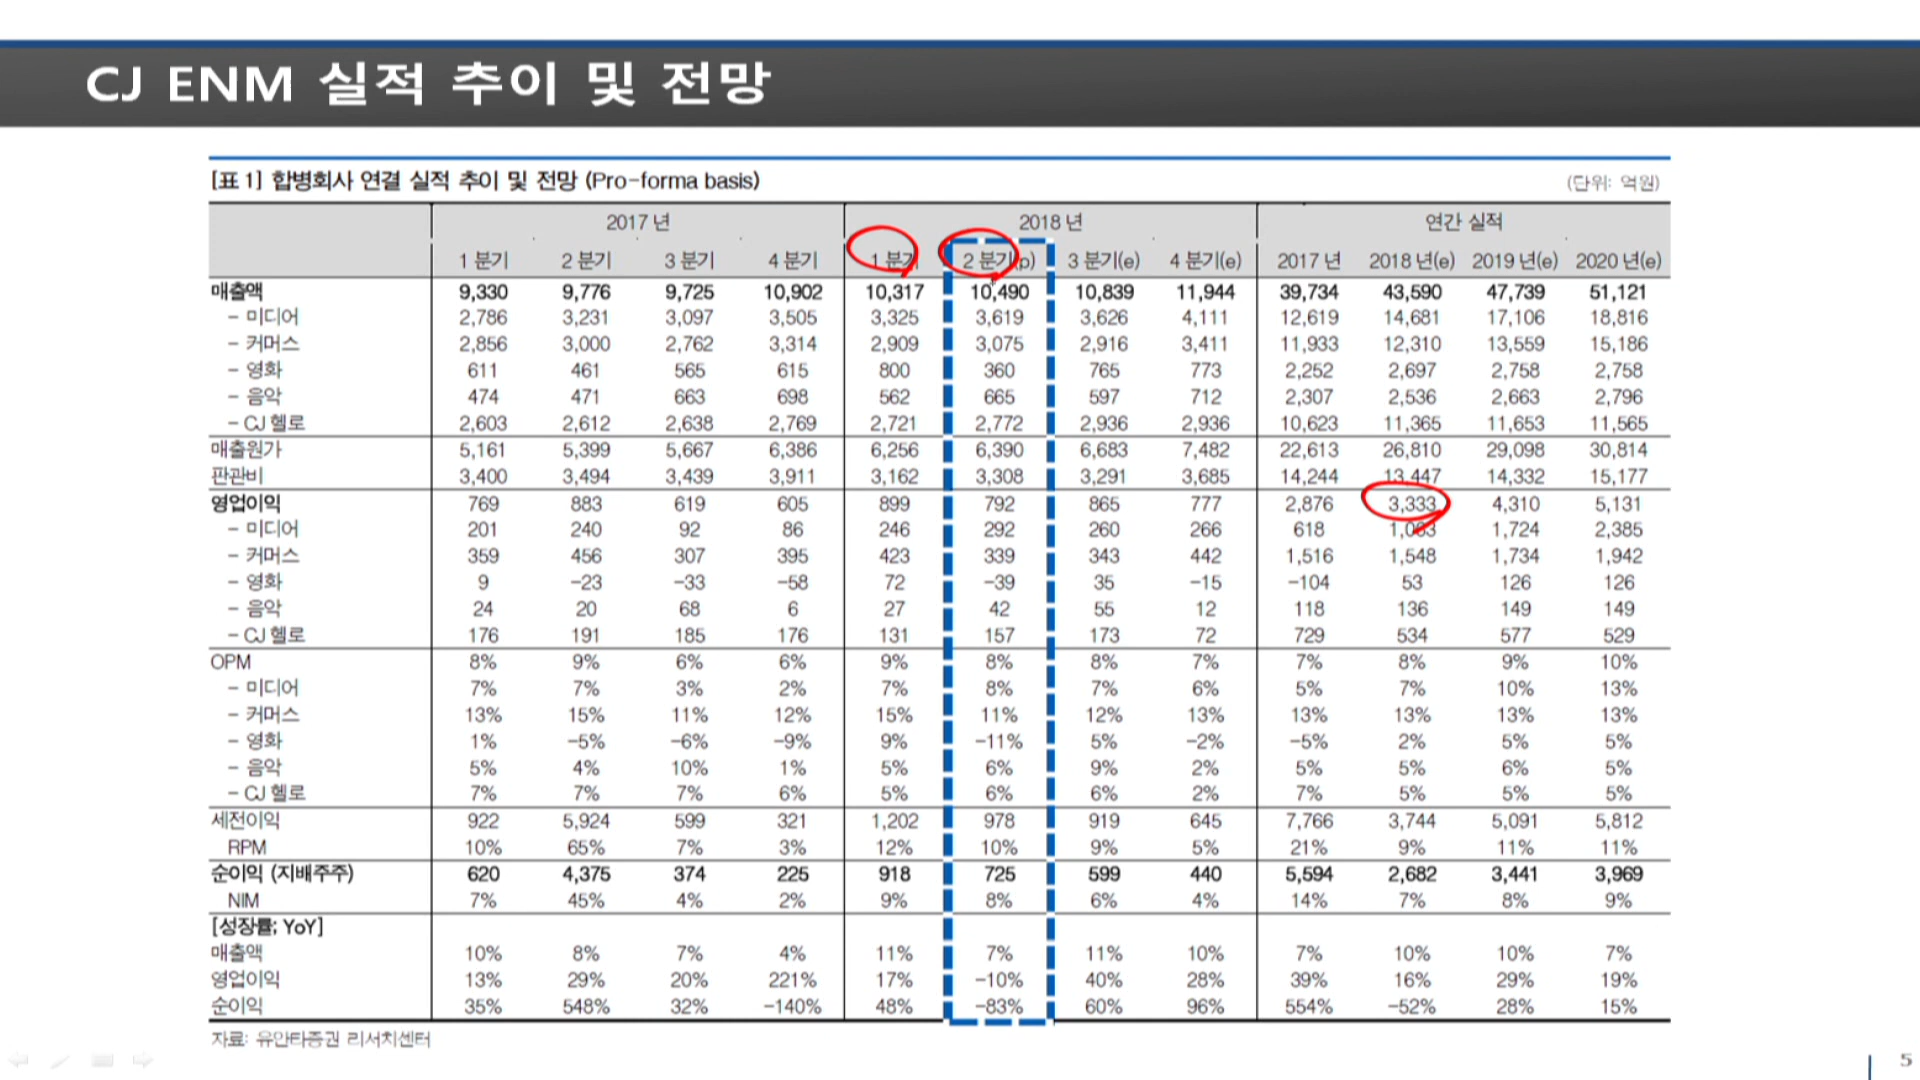 CJ ENM 실적 추이 및 전망
[표 1] 합병회사 연결 실적 추이 및 전망 (Pro-forma basis) (단위: 억원)
2017 년 2018 년 연간 실적
1 분기 2 분기 3 분기 4 분기 1 분기 2 분기(p) 3 분기(e) 4 분기(e) 2017 년 2018 년(e) 2019 년(e) 2020 년(e)
매출액 9,330 9,776 9,725 10,902 10,317 10,490 10,839 11,944 39,734 43,590 47,739 51,121
- 미디어 2,786 3,231 3,097 3,505 3,325 3,619 3,626 4,111 12,619 14,681 17,106 18,816
- 커머스 2,856 3,000 2,762 3,314 2,909 3,075 2,916 3,411 11,933 12,310 13,559 15,186
- 영화 611 461 565 615 800 360 765 773 2,252 2,697 2,758 2,758
- 음악 474 471 663 698 562 665 597 712 2,307 2,536 2,663 2,796
- CJ 헬로 2,603 2,612 2,638 2,769 2,721 2,772 2,936 2,936 10,623 11,365 11,653 11,565
매출원가 5,161 5,399 5,667 6,386 6,256 6,390 6,683 7,482 22,613 26,810 29,098 30,814
판관비 3,400 3,494 3,439 3,911 3,162 3,308 3,291 3,685 14,244 13,447 14,332 15,177
영업이익 769 883 619 605 899 792 865 777 2,876 3,333 4,310 5,131
- 미디어 201 240 92 86 246 292 260 266 618 1,063 1,724 2,385
- 커머스 359 456 307 395 423 339 343 442 1,516 1,548 1,734 1,942
- 영화 9 -23 -33 -58 72 -39 35 -15 -104 53 126 126
- 음악 24 20 68 6 27 42 55 12 118 136 149 149
- CJ 헬로 176 191 185 176 131 157 173 72 729 534 577 529
OPM 8% 9% 6% 6% 9% 8% 8% 7% 7% 8% 9% 10%
- 미디어 7% 7% 3% 2% 7% 8% 7% 6% 5% 7% 10% 13%
- 커머스 13% 15% 11% 12% 15% 11% 12% 13% 13% 13% 13% 13%
- 영화 1% -5% -6% -9% 9% -11% 5% -2% -5% 2% 5% 5%
- 음악 5% 4% 10% 1% 5% 6% 9% 2% 5% 5% 6% 5%
- CJ 헬로 7% 7% 7% 6% 5% 6% 6% 2% 7% 5% 5% 5%
세전이익 922 5,924 599 321 1,202 978 919 645 7,766 3,744 5,091 5,812
RPM 10% 65% 7% 3% 12% 10% 9% 5% 21% 9% 11% 11%
순이익 (지배주주) 620 4,375 374 225 918 725 599 440 5,594 2,682 3,441 3,969
NIM 7% 45% 4% 2% 9% 8% 6% 4% 14% 7% 8% 9%
[성장률; YoY]
매출액 10% 8% 7% 4% 11% 7% 11% 10% 7% 10% 10% 7%
영업이익 13% 29% 20% 221% 17% -10% 40% 28% 39% 16% 29% 19%
순이익 35% 548% 32% -140% 48% -83% 60% 96% 554% -52% 28% 15%
자료: 유안타증권 리서치센터
5